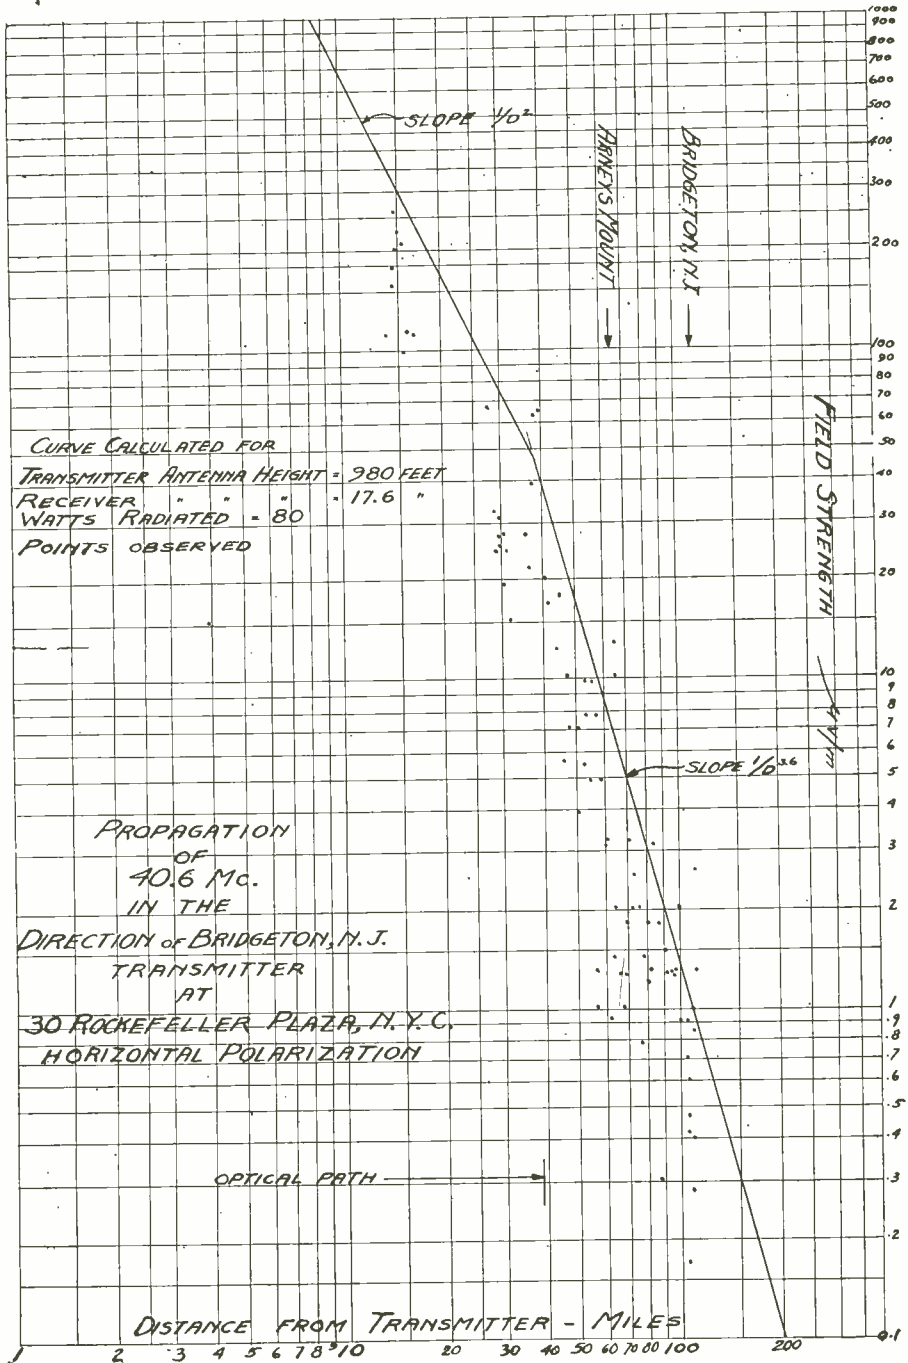 SLOPE 1/D²
ARNEYS MOUNT
BRIDGETON, N.J.
1000
900
800
700
600
500
400
300
200
100
90
80
70
60
50
40
30
20
10
9
8
7
6
5
4
3
2
1
.9
.8
.7
.6
.5
.4
.3
.2
0.1
FIELD STRENGTH μV/m
CURVE CALCULATED FOR
TRANSMITTER ANTENNA HEIGHT = 980 FEET
RECEIVER " " " = 17.6 "
WATTS RADIATED = 80
POINTS OBSERVED
SLOPE 1/D³·⁶
PROPAGATION
OF
40.6 MC.
IN THE
DIRECTION OF BRIDGETON, N.J.
TRANSMITTER
AT
30 ROCKEFELLER PLAZA, N.Y.C.
HORIZONTAL POLARIZATION
OPTICAL PATH
DISTANCE FROM TRANSMITTER - MILES
1 2 3 4 5 6 7 8 9 10 20 30 40 50 60 70 80 100 200